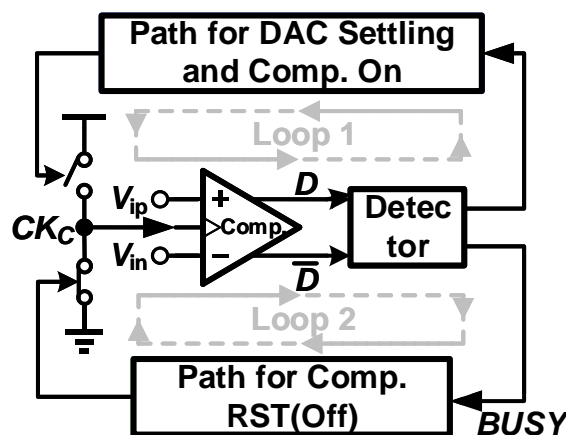 Path for DAC Settling
and Comp. On
Loop 1
Vip
D
CKC
Comp.
Detec
tor
Vin
D
Loop 2
Path for Comp.
RST(Off)
BUSY
+
−